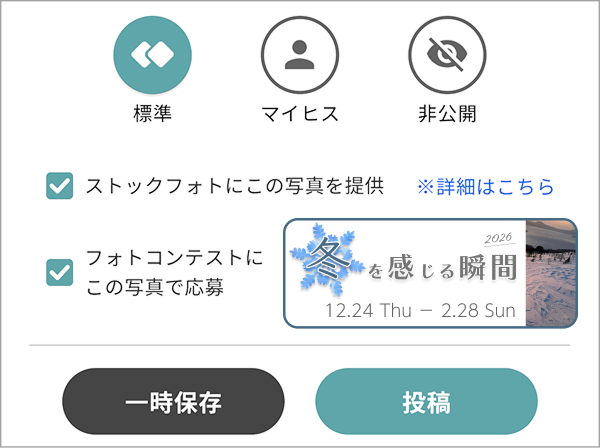 標準
マイヒス
非公開
ストックフォトにこの写真を提供
※詳細はこちら
フォトコンテストに
この写真で応募
2026
冬を感じる瞬間
12.24 Thu － 2.28 Sun
一時保存
投稿